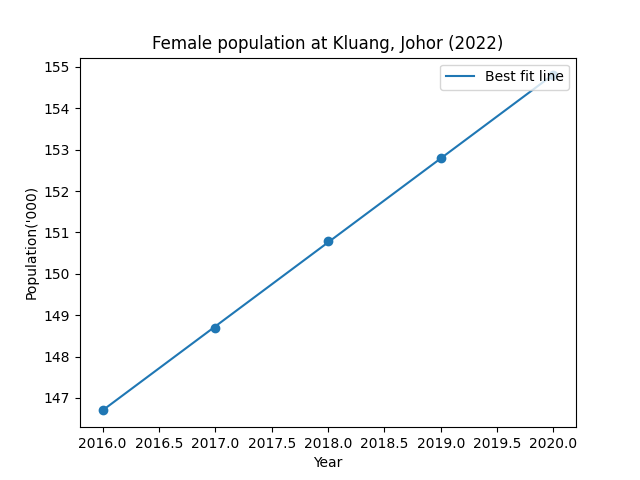 Female population at Kluang, Johor (2022)
Best fit line
155
154
153
152
151
150
149
148
147
Population('000)
2016.0 2016.5 2017.0 2017.5 2018.0 2018.5 2019.0 2019.5 2020.0
Year